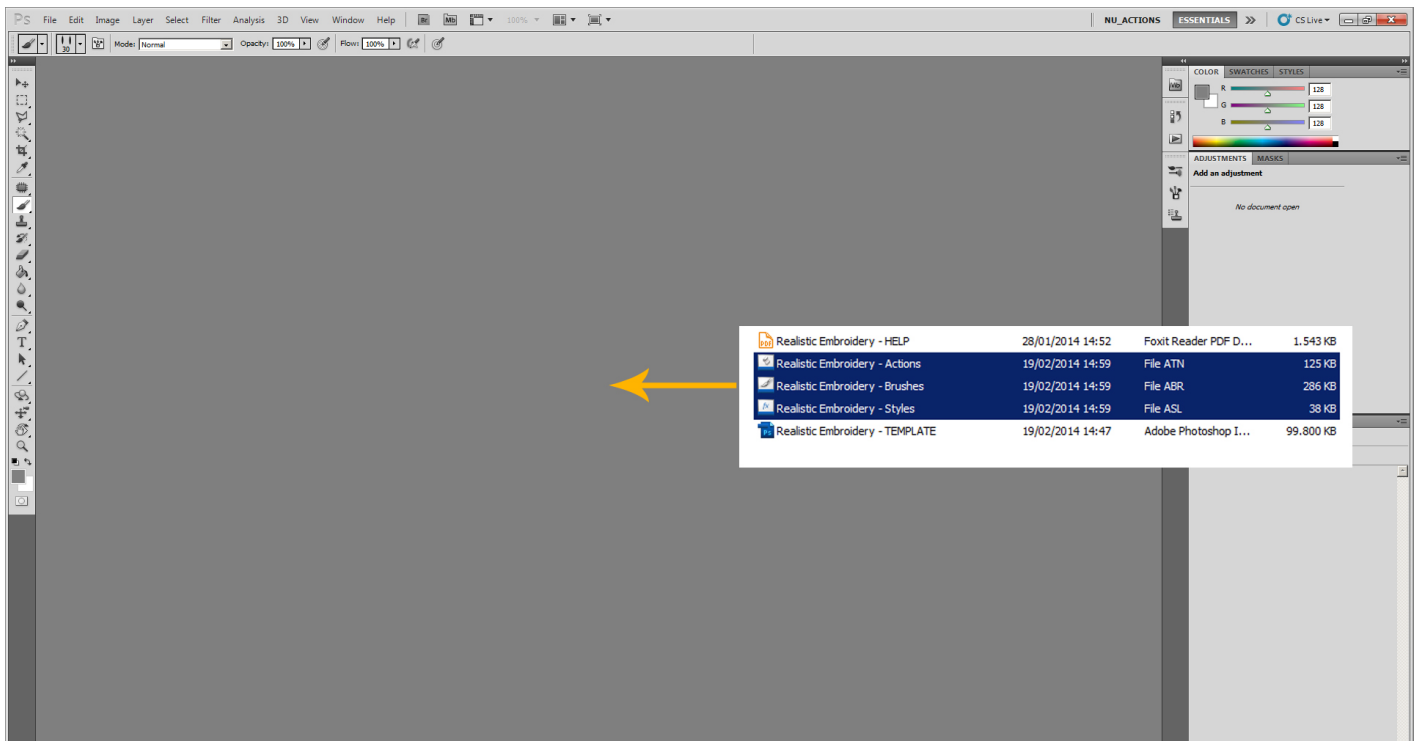 PS File Edit Image Layer Select Filter Analysis 3D View Window Help Br Mb 100% NU_ACTIONS ESSENTIALS >> CS Live
30 Mode: Normal Opacity: 100% Flow: 100%
COLOR SWATCHES STYLES
R 128
G 128
B 128
ADJUSTMENTS MASKS
Add an adjustment
No document open
Realistic Embroidery - HELP 28/01/2014 14:52 Foxit Reader PDF D... 1.543 KB
Realistic Embroidery - Actions 19/02/2014 14:59 File ATN 125 KB
Realistic Embroidery - Brushes 19/02/2014 14:59 File ABR 286 KB
Realistic Embroidery - Styles 19/02/2014 14:59 File ASL 38 KB
Realistic Embroidery - TEMPLATE 19/02/2014 14:47 Adobe Photoshop I... 99.800 KB